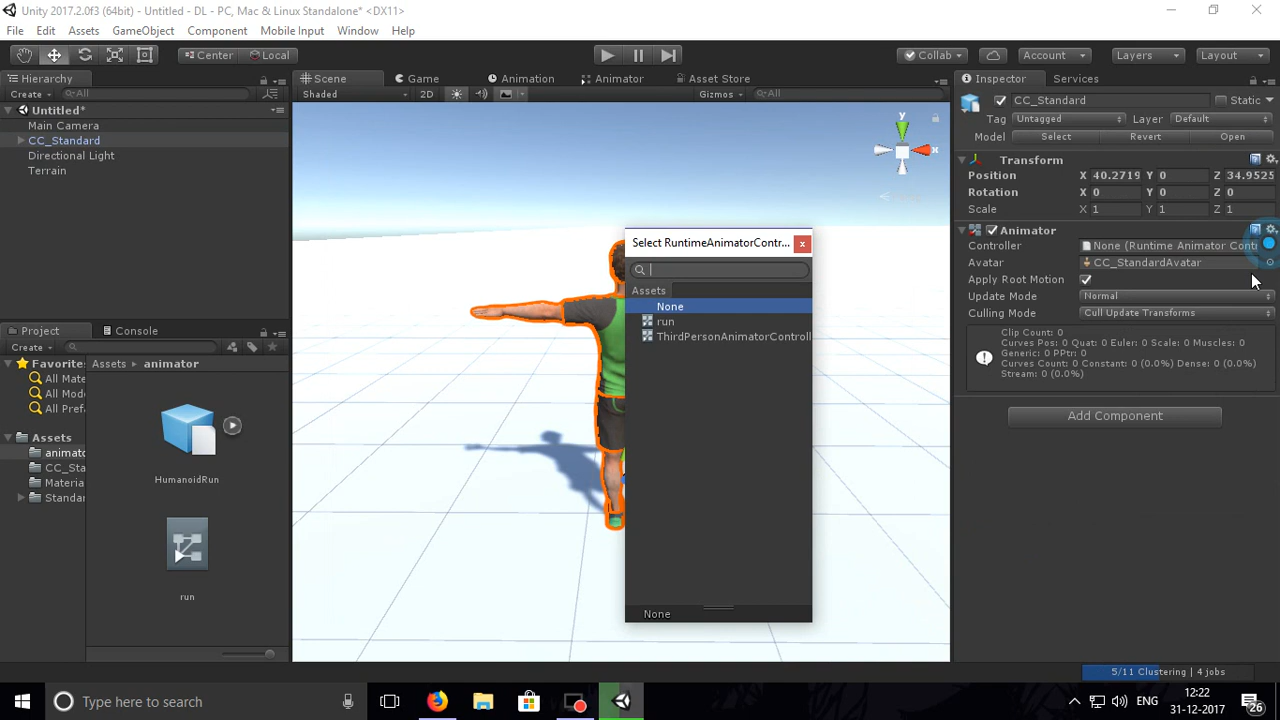 Unity 2017.2.0f3 (64bit) - Untitled - DL - PC, Mac & Linux Standalone* <DX11>
File Edit Assets GameObject Component Mobile Input Window Help
Center Local Collab Account Layers Layout
Hierarchy
Create All
Untitled*
Main Camera
CC_Standard
Directional Light
Terrain
Scene Game Animation Animator Asset Store
Shaded 2D Gizmos All
y
x
Select RuntimeAnimatorContr...
Assets
None
run
ThirdPersonAnimatorControll
None
Inspector Services
CC_Standard Static
Tag Untagged Layer Default
Model Select Revert Open
Transform
Position X 40.2719 Y 0 Z 34.9525
Rotation X 0 Y 0 Z 0
Scale X 1 Y 1 Z 1
Animator
Controller None (Runtime Animator Cont
Avatar CC_StandardAvatar
Apply Root Motion
Update Mode Normal
Culling Mode Cull Update Transforms
Clip Count: 0
Curves Pos: 0 Quat: 0 Euler: 0 Scale: 0 Muscles: 0
Generic: 0 PPtr: 0
Curves Count: 0 Constant: 0 (0.0%) Dense: 0 (0.0%)
Stream: 0 (0.0%)
Add Component
Project Console
Create
Favorites
All Mate
All Mode
All Pref
Assets
animato
CC_Sta
Materia
Standar
Assets animator
HumanoidRun
run
5/11 Clustering | 4 jobs
Type here to search
ENG
12:22
31-12-2017
26